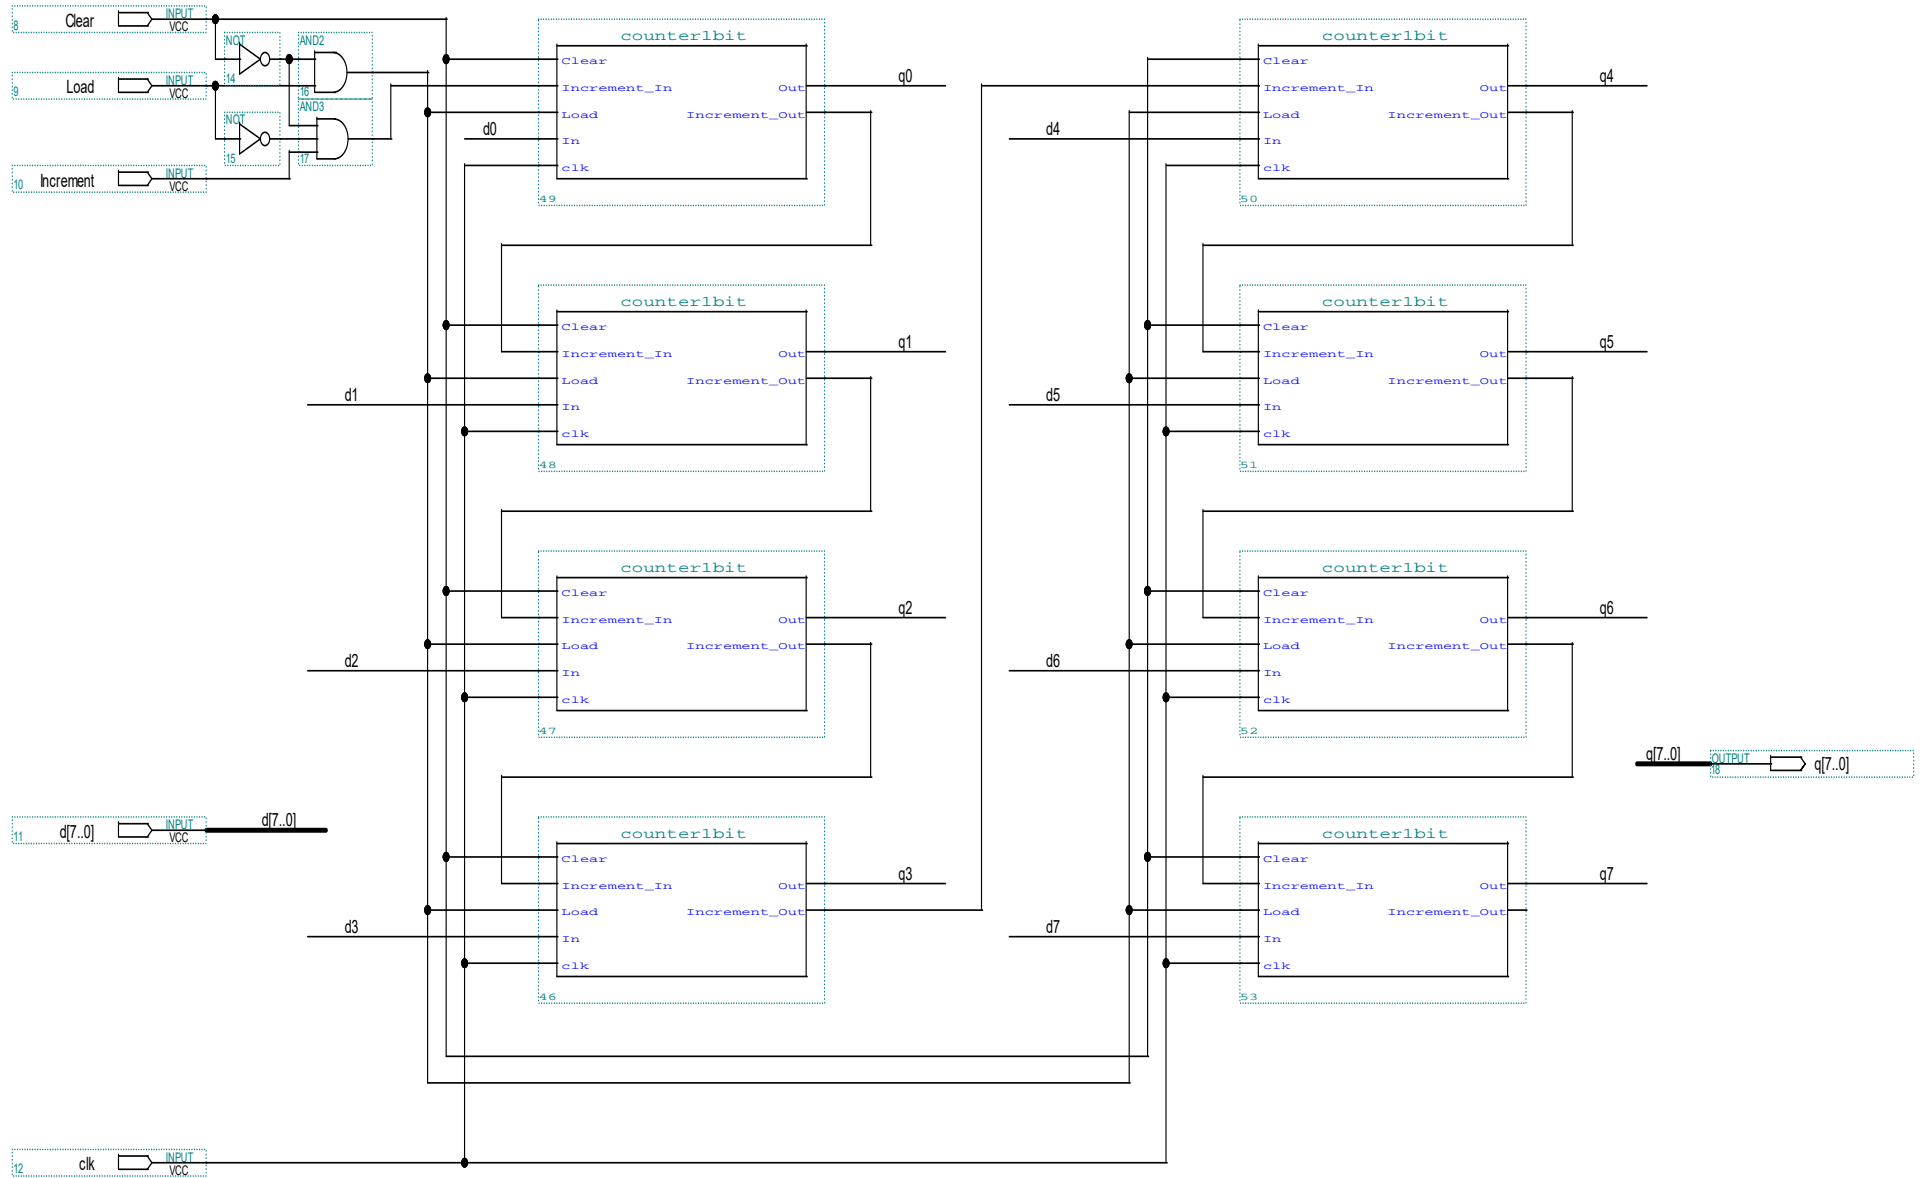 8 Clear INPUT
VCC
NOT
14
AND2
16
9 Load INPUT
VCC
NOT
15
AND3
17
10 Increment INPUT
VCC
counter1bit
Clear
Increment_In Out
Load Increment_Out
In
clk
49
d0
q0
counter1bit
Clear
Increment_In Out
Load Increment_Out
In
clk
50
d4
q4
counter1bit
Clear
Increment_In Out
Load Increment_Out
In
clk
48
d1
q1
counter1bit
Clear
Increment_In Out
Load Increment_Out
In
clk
51
d5
q5
counter1bit
Clear
Increment_In Out
Load Increment_Out
In
clk
47
d2
q2
counter1bit
Clear
Increment_In Out
Load Increment_Out
In
clk
52
d6
q6
q[7..0] OUTPUT q[7..0]
18
11 d[7..0] INPUT d[7..0]
VCC
counter1bit
Clear
Increment_In Out
Load Increment_Out
In
clk
46
d3
q3
counter1bit
Clear
Increment_In Out
Load Increment_Out
In
clk
53
d7
q7
12 clk INPUT
VCC